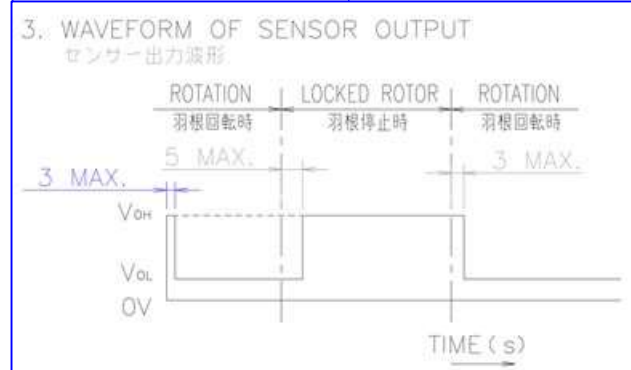 3. WAVEFORM OF SENSOR OUTPUT
センサー出力波形
ROTATION LOCKED ROTOR ROTATION
羽根回転時 羽根停止時 羽根回転時
5 MAX. 3 MAX.
3 MAX.
VOH
VOL
0V
TIME (s)